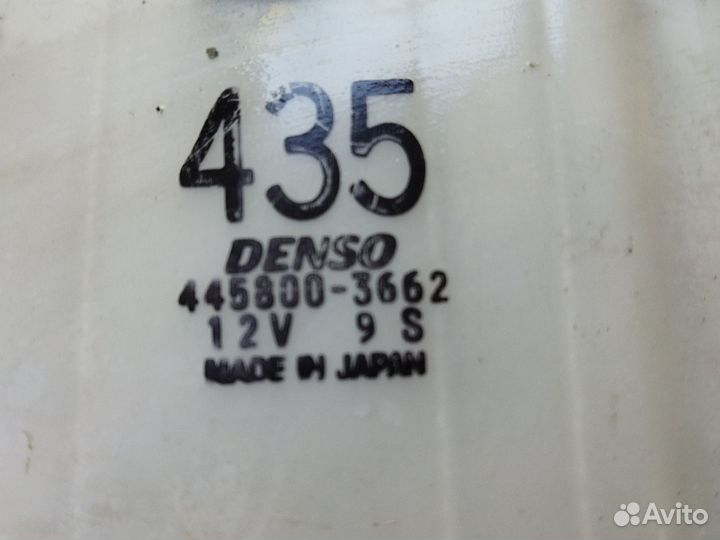 435
DENSO
445800-3662
12V 9S
MADE IN JAPAN
Avito